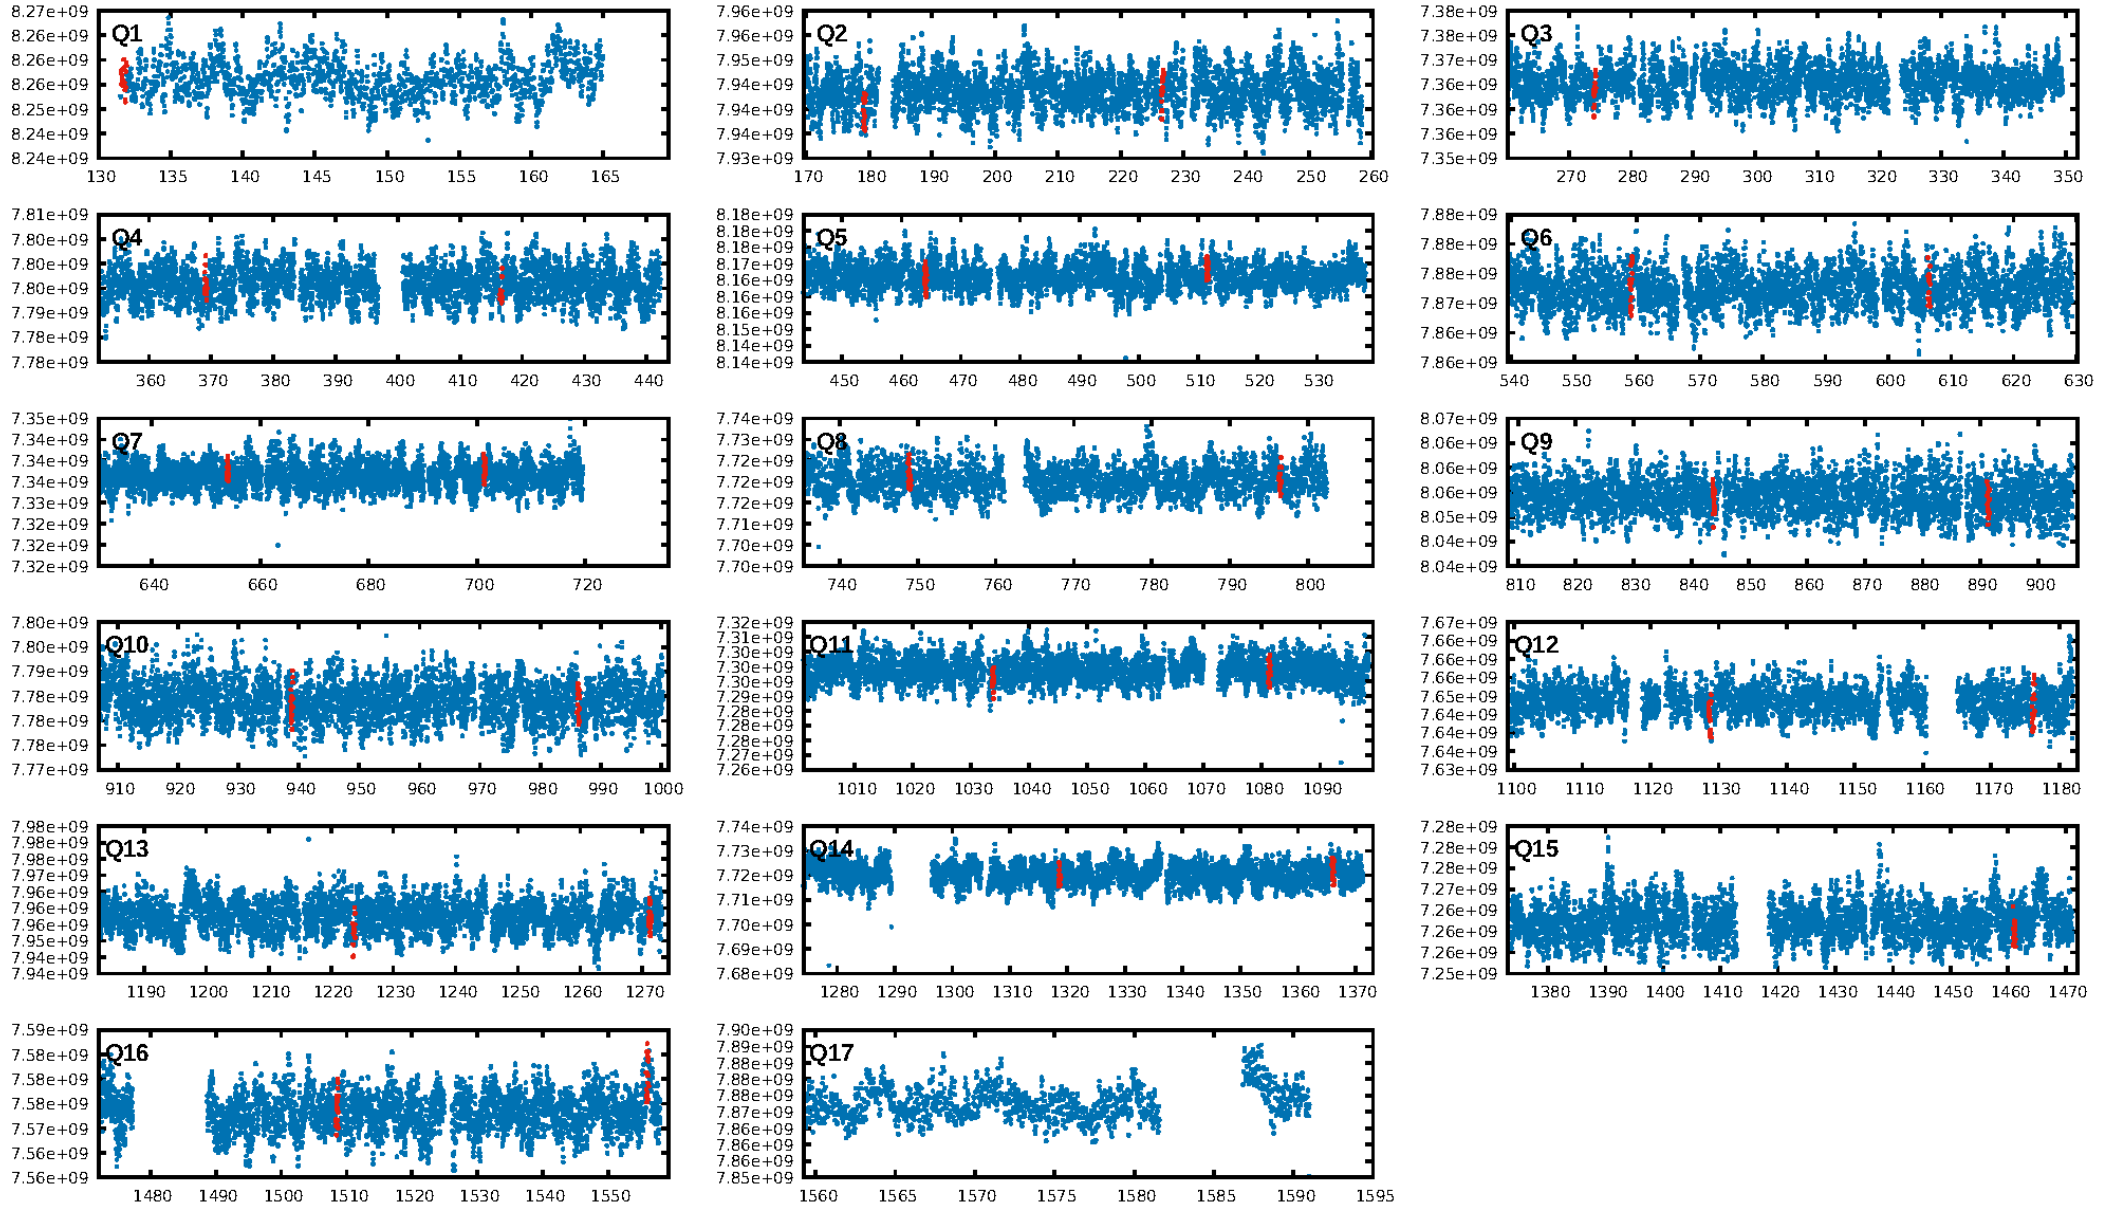 8.27e+09 8.26e+09 8.26e+09 8.26e+09 8.25e+09 8.24e+09 8.24e+09
Q1
130 135 140 145 150 155 160 165
7.96e+09 7.96e+09 7.95e+09 7.94e+09 7.94e+09 7.94e+09 7.93e+09
Q2
170 180 190 200 210 220 230 240 250 260
7.38e+09 7.38e+09 7.37e+09 7.36e+09 7.36e+09 7.36e+09 7.35e+09
Q3
270 280 290 300 310 320 330 340 350
7.81e+09 7.80e+09 7.80e+09 7.80e+09 7.79e+09 7.78e+09 7.78e+09
Q4
360 370 380 390 400 410 420 430 440
8.18e+09 8.18e+09 8.18e+09 8.17e+09 8.16e+09 8.16e+09 8.16e+09 8.15e+09 8.14e+09 8.14e+09
Q5
450 460 470 480 490 500 510 520 530
7.88e+09 7.88e+09 7.88e+09 7.87e+09 7.86e+09 7.86e+09
Q6
540 550 560 570 580 590 600 610 620 630
7.35e+09 7.34e+09 7.34e+09 7.34e+09 7.33e+09 7.32e+09 7.32e+09 7.32e+09
Q7
640 660 680 700 720
7.74e+09 7.73e+09 7.72e+09 7.72e+09 7.71e+09 7.70e+09 7.70e+09
Q8
740 750 760 770 780 790 800
8.07e+09 8.06e+09 8.06e+09 8.06e+09 8.05e+09 8.04e+09 8.04e+09
Q9
810 820 830 840 850 860 870 880 890 900
7.80e+09 7.80e+09 7.79e+09 7.78e+09 7.78e+09 7.78e+09 7.77e+09
Q10
910 920 930 940 950 960 970 980 990 1000
7.32e+09 7.31e+09 7.30e+09 7.30e+09 7.30e+09 7.29e+09 7.28e+09 7.28e+09 7.28e+09 7.27e+09 7.26e+09
Q11
1010 1020 1030 1040 1050 1060 1070 1080 1090
7.67e+09 7.66e+09 7.66e+09 7.66e+09 7.65e+09 7.64e+09 7.64e+09 7.64e+09 7.63e+09
Q12
1100 1110 1120 1130 1140 1150 1160 1170 1180
7.98e+09 7.98e+09 7.98e+09 7.97e+09 7.96e+09 7.96e+09 7.96e+09 7.95e+09 7.94e+09 7.94e+09
Q13
1190 1200 1210 1220 1230 1240 1250 1260 1270
7.74e+09 7.73e+09 7.72e+09 7.71e+09 7.70e+09 7.69e+09 7.68e+09
Q14
1280 1290 1300 1310 1320 1330 1340 1350 1360 1370
7.28e+09 7.28e+09 7.28e+09 7.27e+09 7.26e+09 7.26e+09 7.26e+09 7.25e+09
Q15
1380 1390 1400 1410 1420 1430 1440 1450 1460 1470
7.59e+09 7.58e+09 7.58e+09 7.58e+09 7.57e+09 7.56e+09 7.56e+09
Q16
1480 1490 1500 1510 1520 1530 1540 1550
7.90e+09 7.89e+09 7.88e+09 7.88e+09 7.88e+09 7.87e+09 7.86e+09 7.86e+09 7.86e+09 7.85e+09
Q17
1560 1565 1570 1575 1580 1585 1590 1595